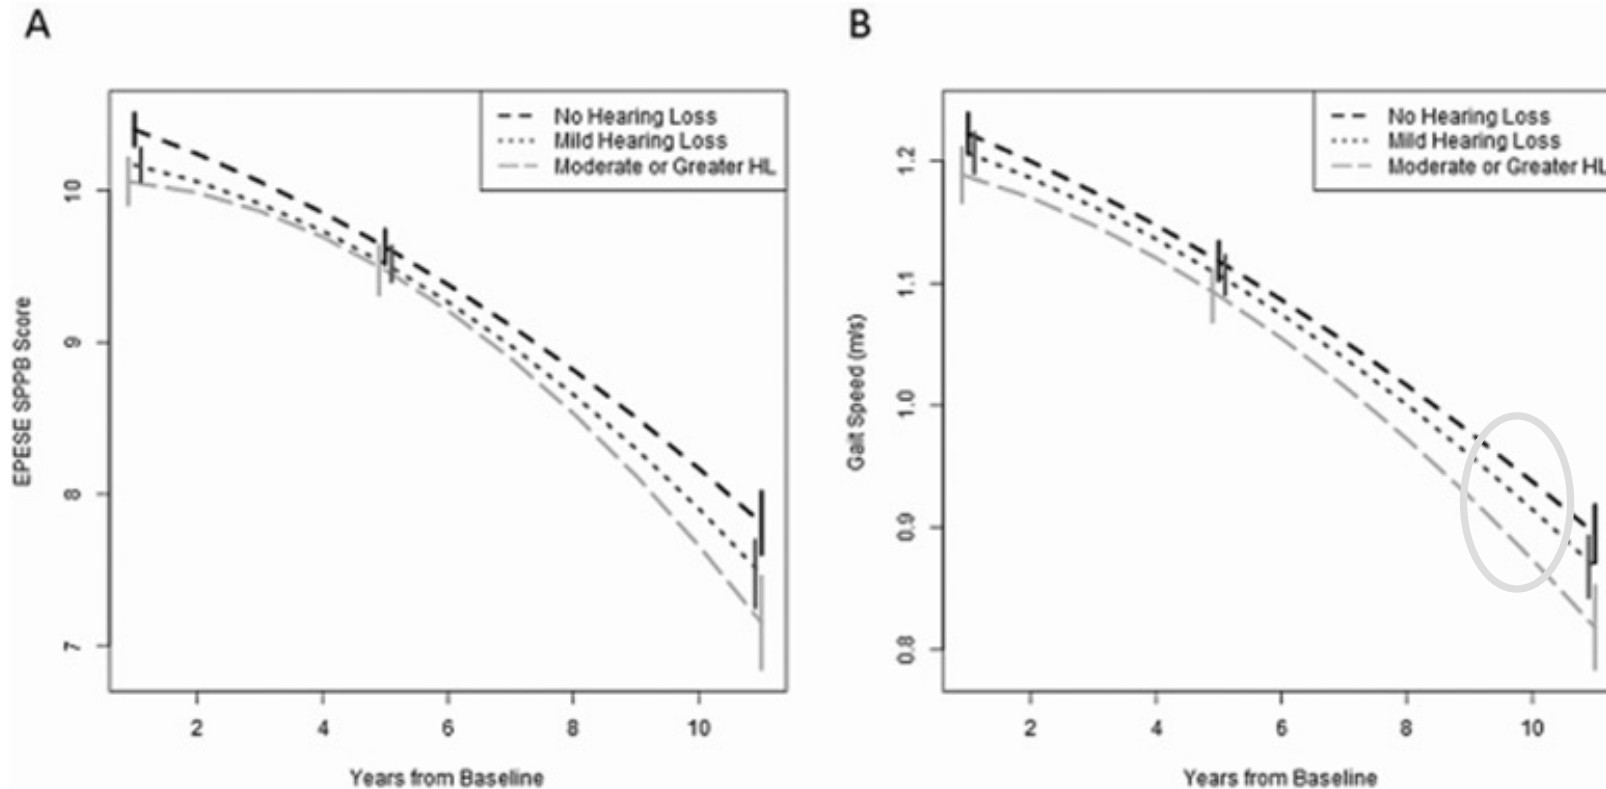 A
No Hearing Loss
Mild Hearing Loss
Moderate or Greater HL
EPESE SPPB Score
10
9
8
7
2 4 6 8 10
Years from Baseline
B
No Hearing Loss
Mild Hearing Loss
Moderate or Greater HL
Gait Speed (m/s)
1.2
1.1
1.0
0.9
0.8
2 4 6 8 10
Years from Baseline